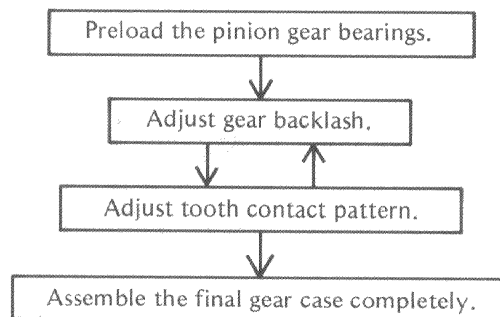 Preload the pinion gear bearings.
Adjust gear backlash.
Adjust tooth contact pattern.
Assemble the final gear case completely.